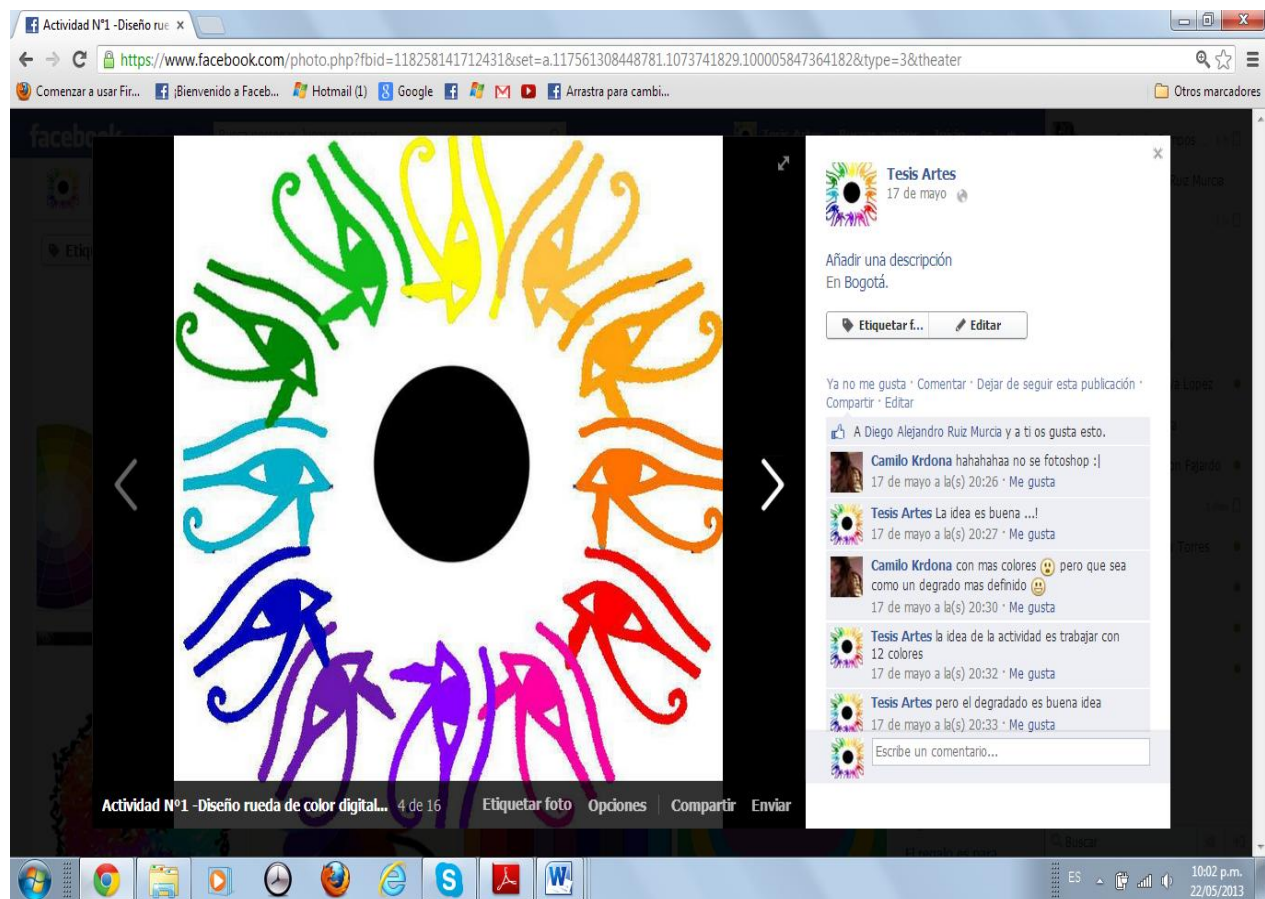 Actividad N°1 -Diseño rue
https://www.facebook.com/photo.php?fbid=118258141712431&set=a.117561308448781.1073741829.100005847364182&type=3&theater
Comenzar a usar Fir... ¡Bienvenido a Faceb... Hotmail (1) Google Arrastra para cambi... Otros marcadores
facebook
Tesis Artes
17 de mayo
Añadir una descripción
En Bogotá.
Etiquetar f... Editar
Ya no me gusta · Comentar · Dejar de seguir esta publicación ·
Compartir · Editar
A Diego Alejandro Ruiz Murcia y a ti os gusta esto.
Camilo Krdona hahahahaa no se fotoshop :|
17 de mayo a la(s) 20:26 · Me gusta
Tesis Artes La idea es buena ...!
17 de mayo a la(s) 20:27 · Me gusta
Camilo Krdona con mas colores pero que sea
como un degrado mas definido
17 de mayo a la(s) 20:30 · Me gusta
Tesis Artes la idea de la actividad es trabajar con
12 colores
17 de mayo a la(s) 20:32 · Me gusta
Tesis Artes pero el degradado es buena idea
17 de mayo a la(s) 20:33 · Me gusta
Escribe un comentario...
Actividad Nº1 -Diseño rueda de color digital... 4 de 16 Etiquetar foto Opciones Compartir Enviar
Buscar
ES
10:02 p.m.
22/05/2013